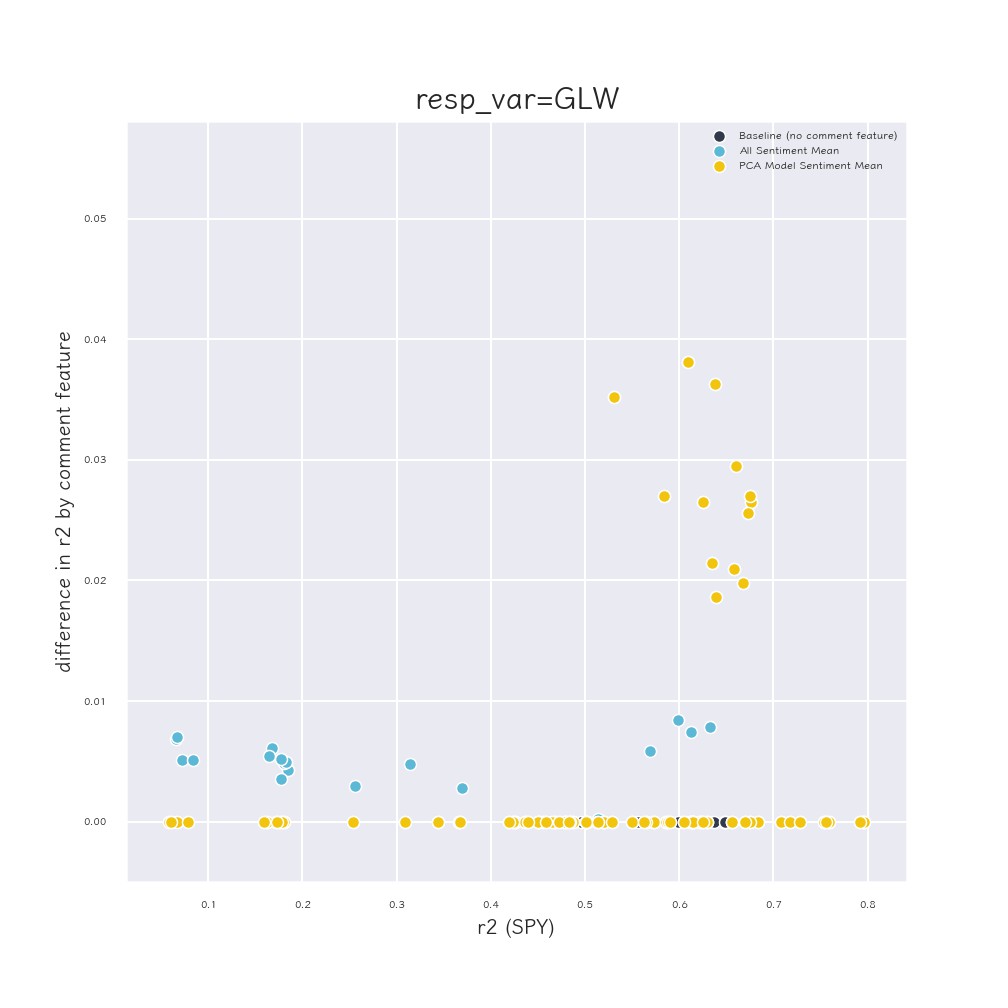 resp_var=GLW
Baseline (no comment feature)
All Sentiment Mean
PCA Model Sentiment Mean
difference in r2 by comment feature
0.05
0.04
0.03
0.02
0.01
0.00
0.1 0.2 0.3 0.4 0.5 0.6 0.7 0.8
r2 (SPY)